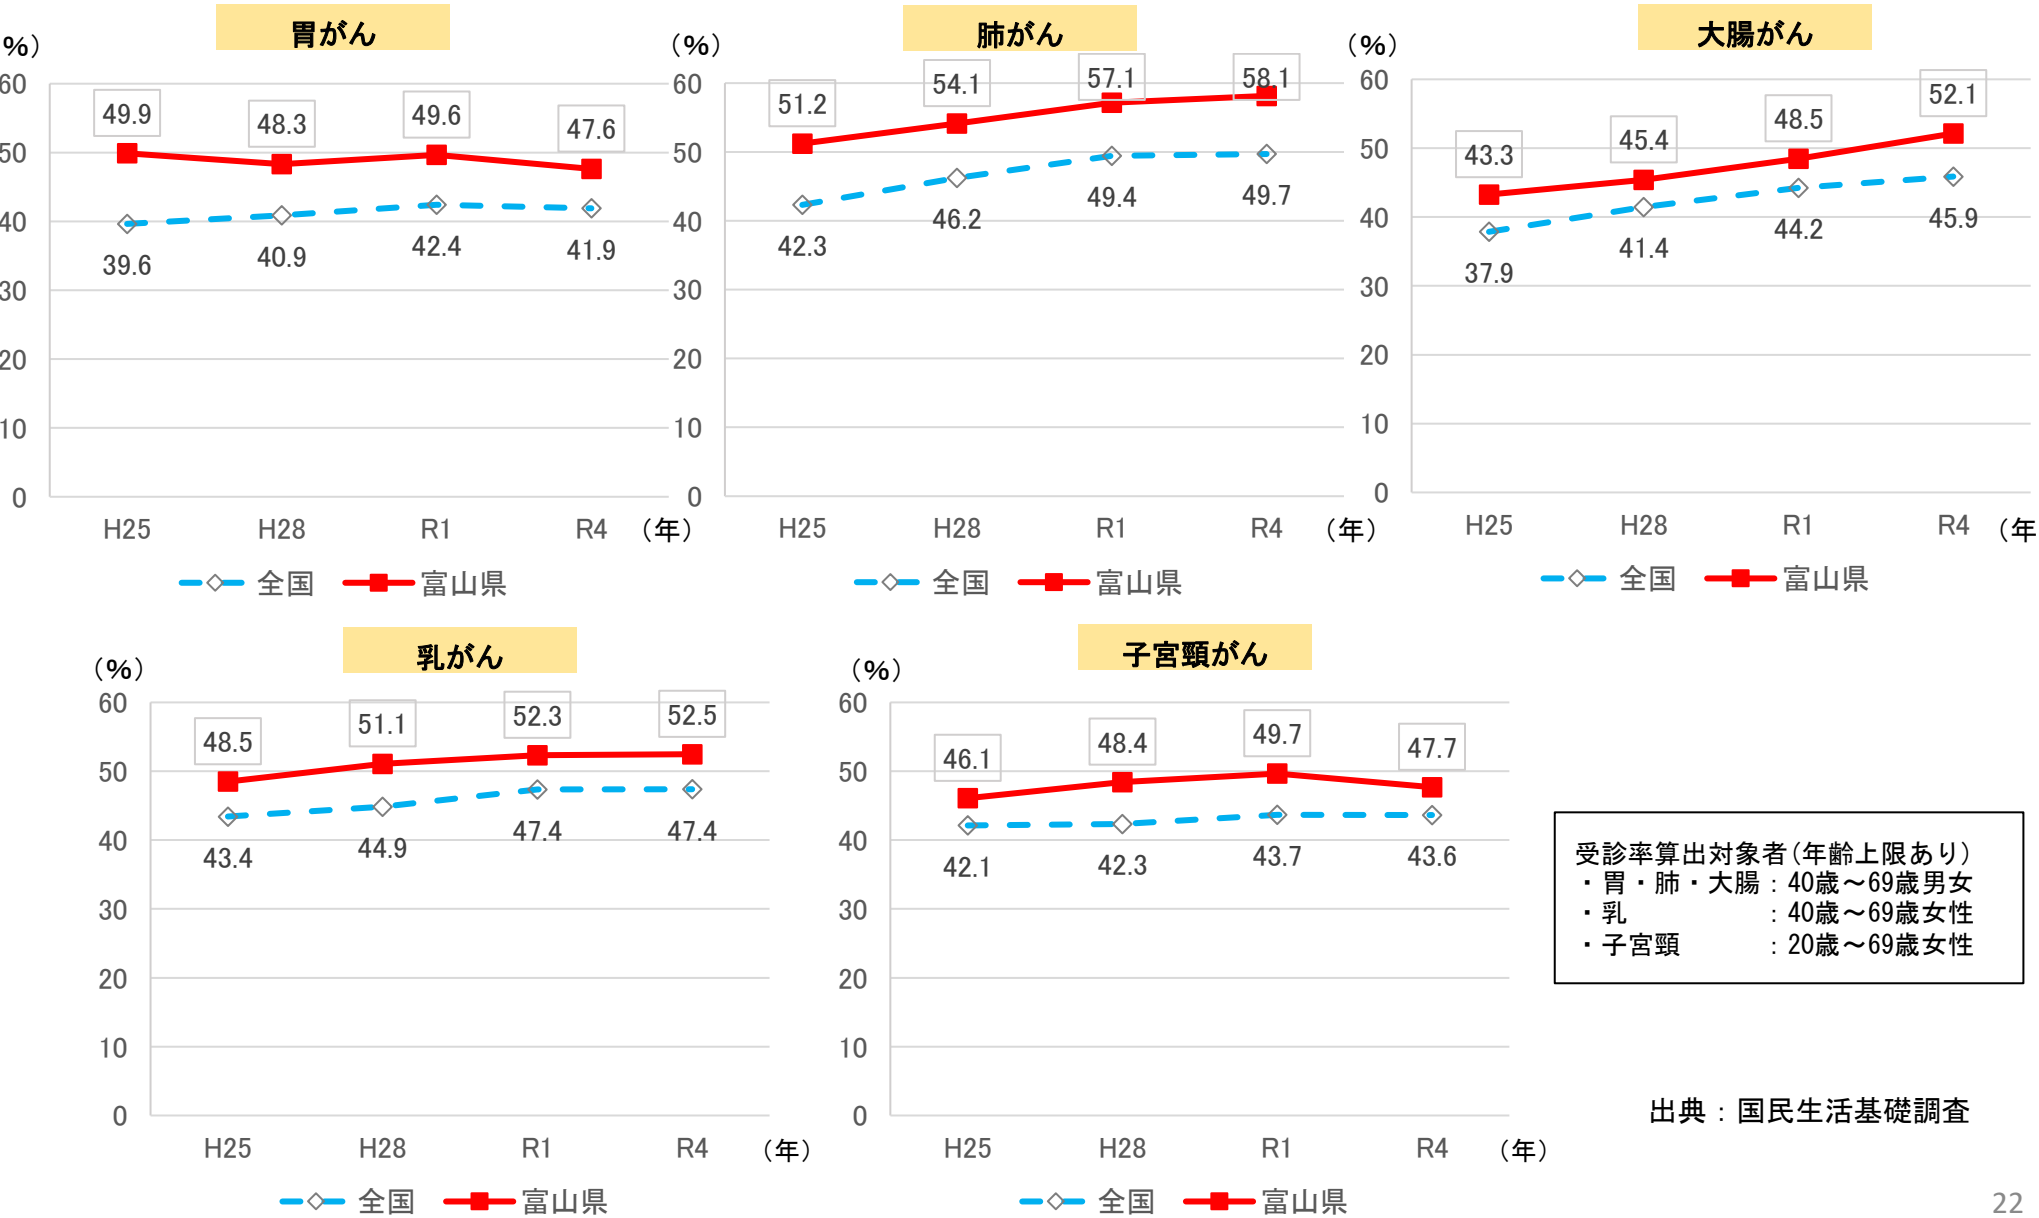 胃がん
%）
60
50
40
30
20
10
0
49.9
48.3
49.6
47.6
39.6
40.9
42.4
41.9
H25
H28
R1
R4
（年）
全国
富山県
肺がん
（%）
60
50
40
30
20
10
0
51.2
54.1
57.1
58.1
42.3
46.2
49.4
49.7
H25
H28
R1
R4
（年）
全国
富山県
大腸がん
（%）
60
50
40
30
20
10
0
43.3
45.4
48.5
52.1
37.9
41.4
44.2
45.9
H25
H28
R1
R4
（年
全国
富山県
乳がん
（%）
60
50
40
30
20
10
0
48.5
51.1
52.3
52.5
43.4
44.9
47.4
47.4
H25
H28
R1
R4
（年）
全国
富山県
子宮頸がん
（%）
60
50
40
30
20
10
0
46.1
48.4
49.7
47.7
42.1
42.3
43.7
43.6
H25
H28
R1
R4
（年）
全国
富山県
受診率算出対象者（年齢上限あり）
・胃・肺・大腸：40歳～69歳男女
・乳　　　　　：40歳～69歳女性
・子宮頸　　　：20歳～69歳女性
出典：国民生活基礎調査
22